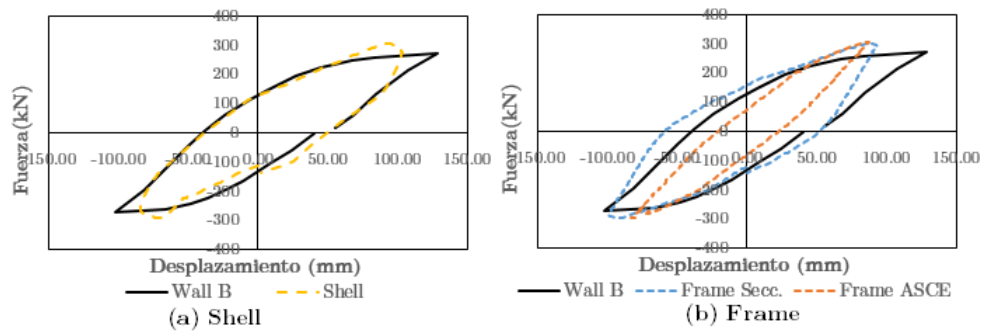 400
300
200
100
0
-150.00 -100.00 -50.00 0.00 50.00 100.00 150.00
-100
-200
-300
-400
Fuerza(kN)
Desplazamiento (mm)
Wall B Shell
(a) Shell
400
300
200
100
0
-150.00 -100.00 -50.00 0.00 50.00 100.00 150.00
-100
-200
-300
-400
Fuerza(kN)
Desplazamiento (mm)
Wall B Frame Secc. Frame ASCE
(b) Frame